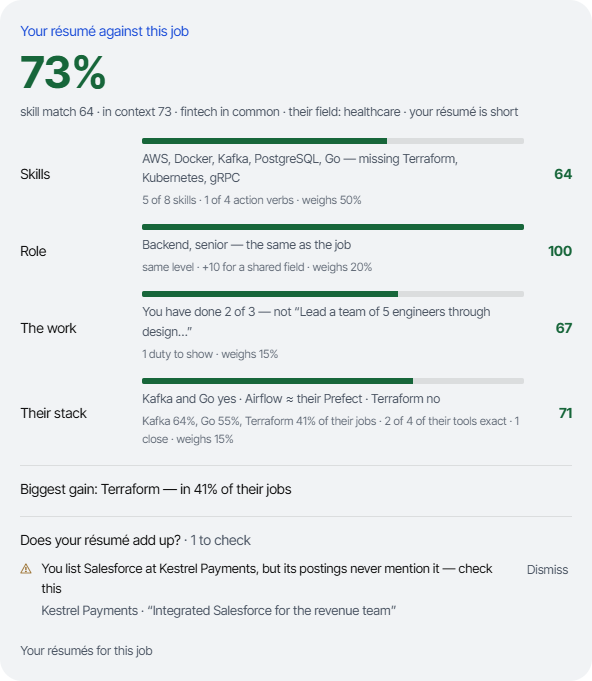 Your résumé against this job
73%
skill match 64 · in context 73 · fintech in common · their field: healthcare · your résumé is short
Skills
AWS, Docker, Kafka, PostgreSQL, Go — missing Terraform,
Kubernetes, gRPC
5 of 8 skills · 1 of 4 action verbs · weighs 50%
64
Role
Backend, senior — the same as the job
same level · +10 for a shared field · weighs 20%
100
The work
You have done 2 of 3 — not “Lead a team of 5 engineers through
design…”
1 duty to show · weighs 15%
67
Their stack
Kafka and Go yes · Airflow ≈ their Prefect · Terraform no
Kafka 64%, Go 55%, Terraform 41% of their jobs · 2 of 4 of their tools exact · 1
close · weighs 15%
71
Biggest gain: Terraform — in 41% of their jobs
Does your résumé add up? · 1 to check
You list Salesforce at Kestrel Payments, but its postings never mention it — check
this
Dismiss
Kestrel Payments · “Integrated Salesforce for the revenue team”
Your résumés for this job